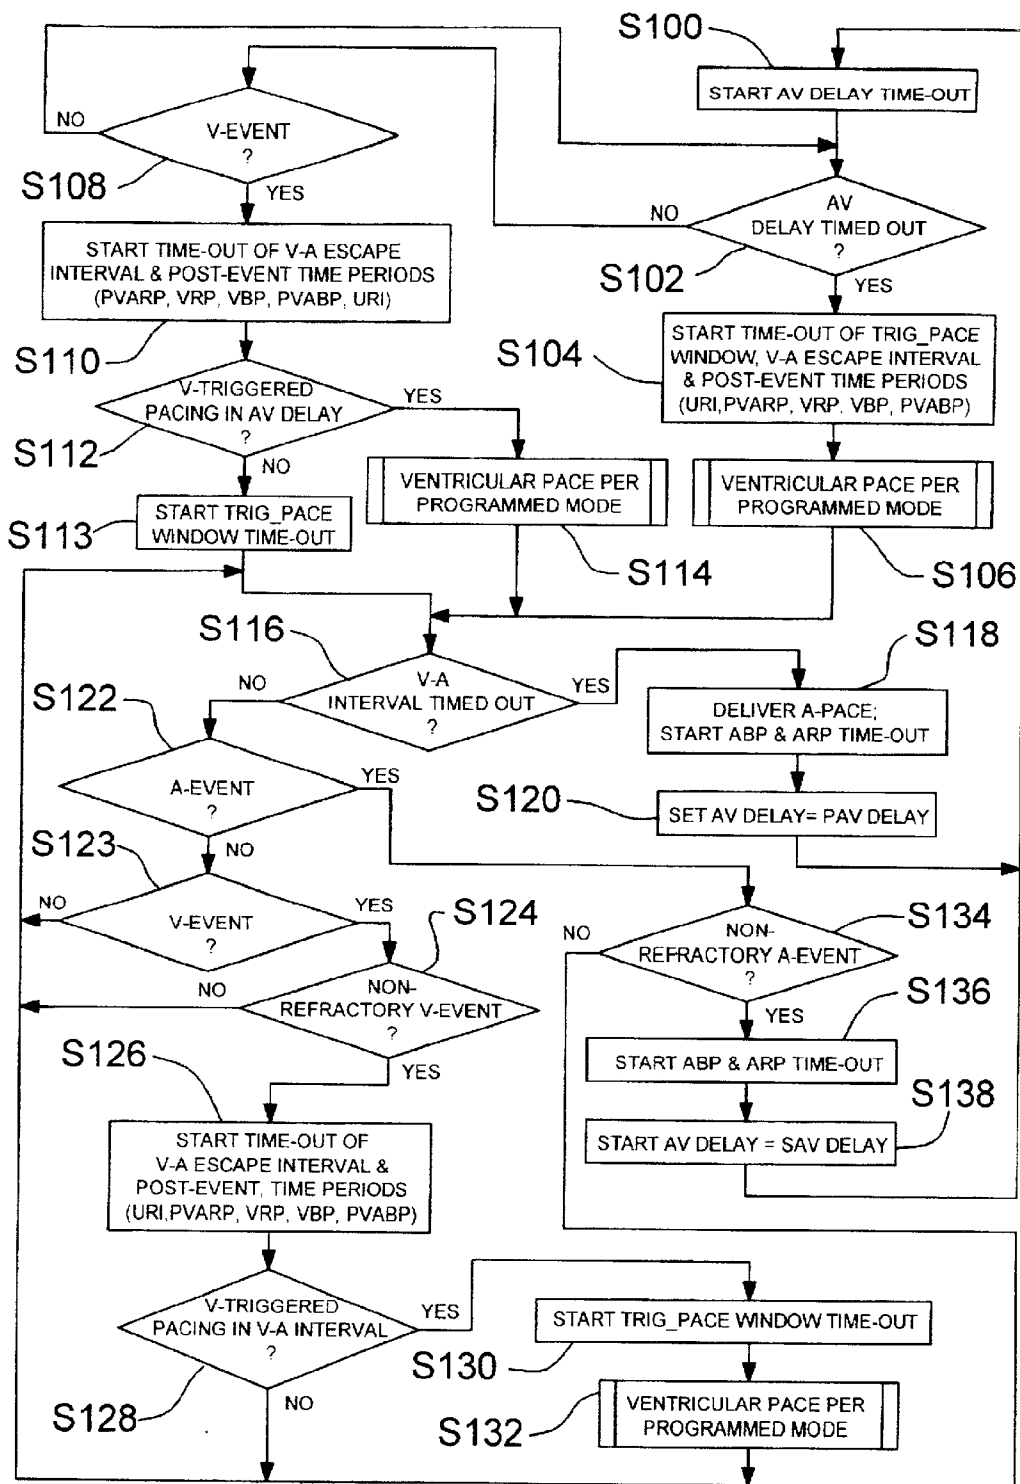 S100
START AV DELAY TIME-OUT
NO
V-EVENT
?
S108
YES
AV
DELAY TIMED OUT
?
NO
S102
YES
START TIME-OUT OF V-A ESCAPE
INTERVAL & POST-EVENT TIME PERIODS
(PVARP, VRP, VBP, PVABP, URI)
S110
START TIME-OUT OF TRIG_PACE
WINDOW, V-A ESCAPE INTERVAL
& POST-EVENT TIME PERIODS
(URI,PVARP, VRP, VBP, PVABP)
S104
V-TRIGGERED
PACING IN AV DELAY
?
YES
S112
NO
VENTRICULAR PACE PER
PROGRAMMED MODE
VENTRICULAR PACE PER
PROGRAMMED MODE
START TRIG_PACE
WINDOW TIME-OUT
S113
S114
S106
S116
V-A
INTERVAL TIMED OUT
?
NO
YES
S118
DELIVER A-PACE;
START ABP & ARP TIME-OUT
S122
A-EVENT
?
YES
S120
SET AV DELAY= PAV DELAY
S123
NO
NO
V-EVENT
?
YES
S124
NO
NON-
REFRACTORY A-EVENT
?
S134
NO
NON-
REFRACTORY V-EVENT
?
YES
S136
START ABP & ARP TIME-OUT
S126
YES
START AV DELAY = SAV DELAY
S138
START TIME-OUT OF
V-A ESCAPE INTERVAL &
POST-EVENT, TIME PERIODS
(URI,PVARP, VRP, VBP, PVABP)
V-TRIGGERED
PACING IN V-A INTERVAL
?
YES
START TRIG_PACE WINDOW TIME-OUT
S130
S128
NO
VENTRICULAR PACE PER
PROGRAMMED MODE
S132